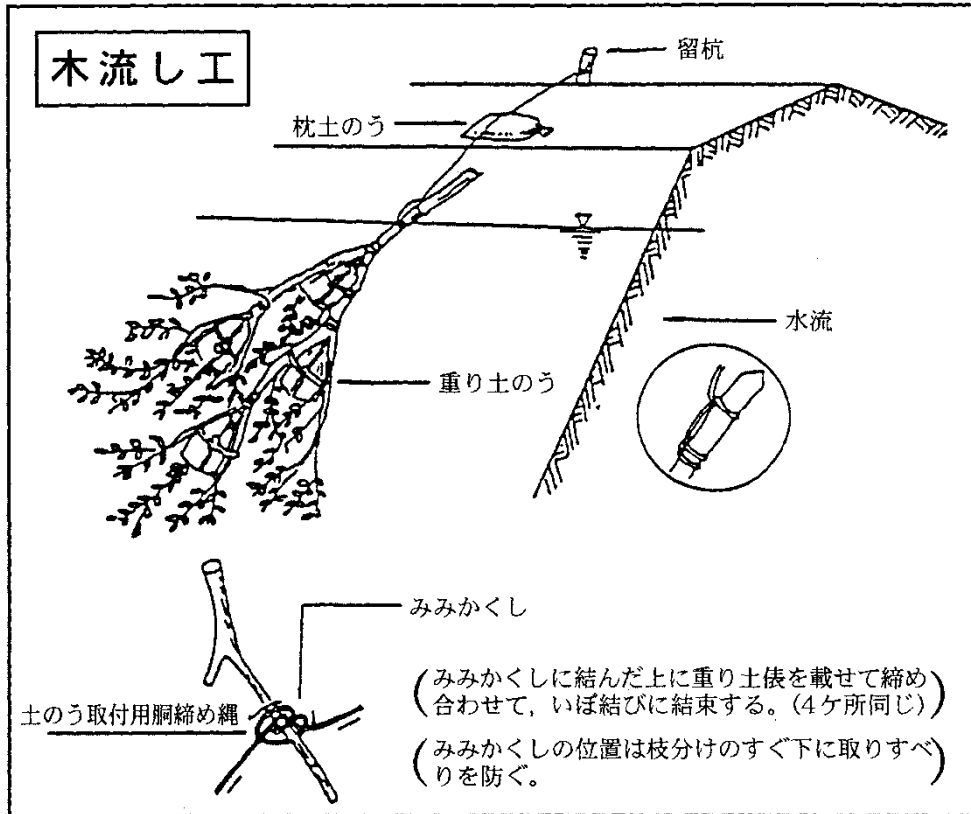 木流し工
留杭
枕土のう
水流
重り土のう
みみかくし
土のう取付用胴締め縄
(みみかくしに結んだ上に重り土俵を載せて締め
合わせて，いぼ結びに結束する。(4ケ所同じ))
(みみかくしの位置は枝分けのすぐ下に取りすべ
りを防ぐ。)